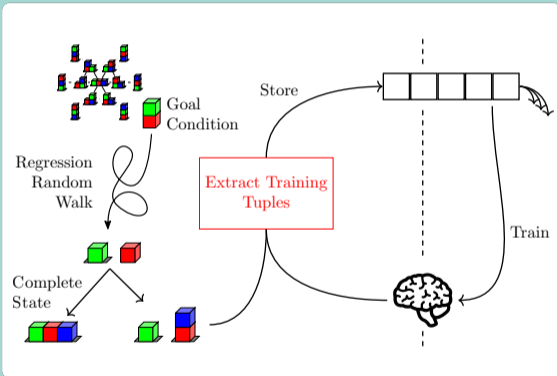 Goal
Condition
Store
Regression
Random
Walk
Extract Training
Tuples
Train
Complete
State